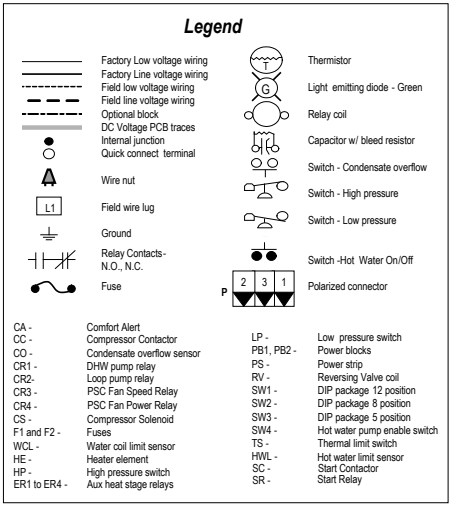 Legend
Factory Low voltage wiring
Factory Line voltage wiring
Field low voltage wiring
Field line voltage wiring
Optional block
DC Voltage PCB traces
Internal junction
Quick connect terminal
Wire nut
L1 Field wire lug
Ground
Relay Contacts-
N.O., N.C.
Fuse
T Thermistor
G Light emitting diode - Green
Relay coil
Capacitor w/ bleed resistor
Switch - Condensate overflow
Switch - High pressure
Switch - Low pressure
Switch -Hot Water On/Off
P 2 3 1 Polarized connector
CA - Comfort Alert
CC - Compressor Contactor
CO - Condensate overflow sensor
CR1 - DHW pump relay
CR2- Loop pump relay
CR3 - PSC Fan Speed Relay
CR4 - PSC Fan Power Relay
CS - Compressor Solenoid
F1 and F2 - Fuses
WCL - Water coil limit sensor
HE - Heater element
HP - High pressure switch
ER1 to ER4 - Aux heat stage relays
LP - Low pressure switch
PB1, PB2 - Power blocks
PS - Power strip
RV - Reversing Valve coil
SW1 - DIP package 12 position
SW2 - DIP package 8 position
SW3 - DIP package 5 position
SW4 - Hot water pump enable switch
TS - Thermal limit switch
HWL - Hot water limit sensor
SC - Start Contactor
SR - Start Relay